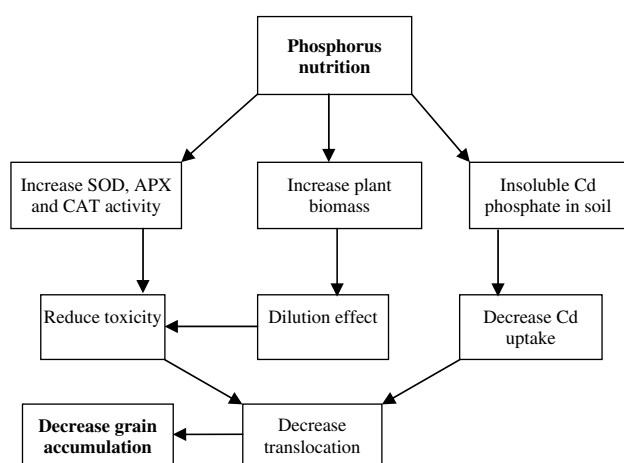 Phosphorus
nutrition
Increase SOD, APX
and CAT activity
Increase plant
biomass
Insoluble Cd
phosphate in soil
Reduce toxicity
Dilution effect
Decrease Cd
uptake
Decrease grain
accumulation
Decrease
translocation